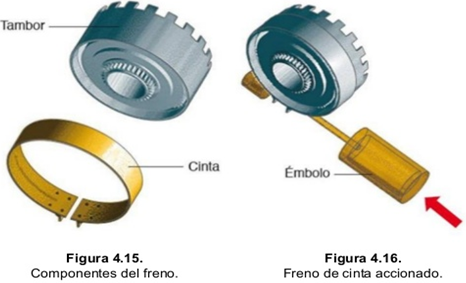 Tambor
Cinta
Émbolo
Figura 4.15.
Componentes del freno.
Figura 4.16.
Freno de cinta accionado.